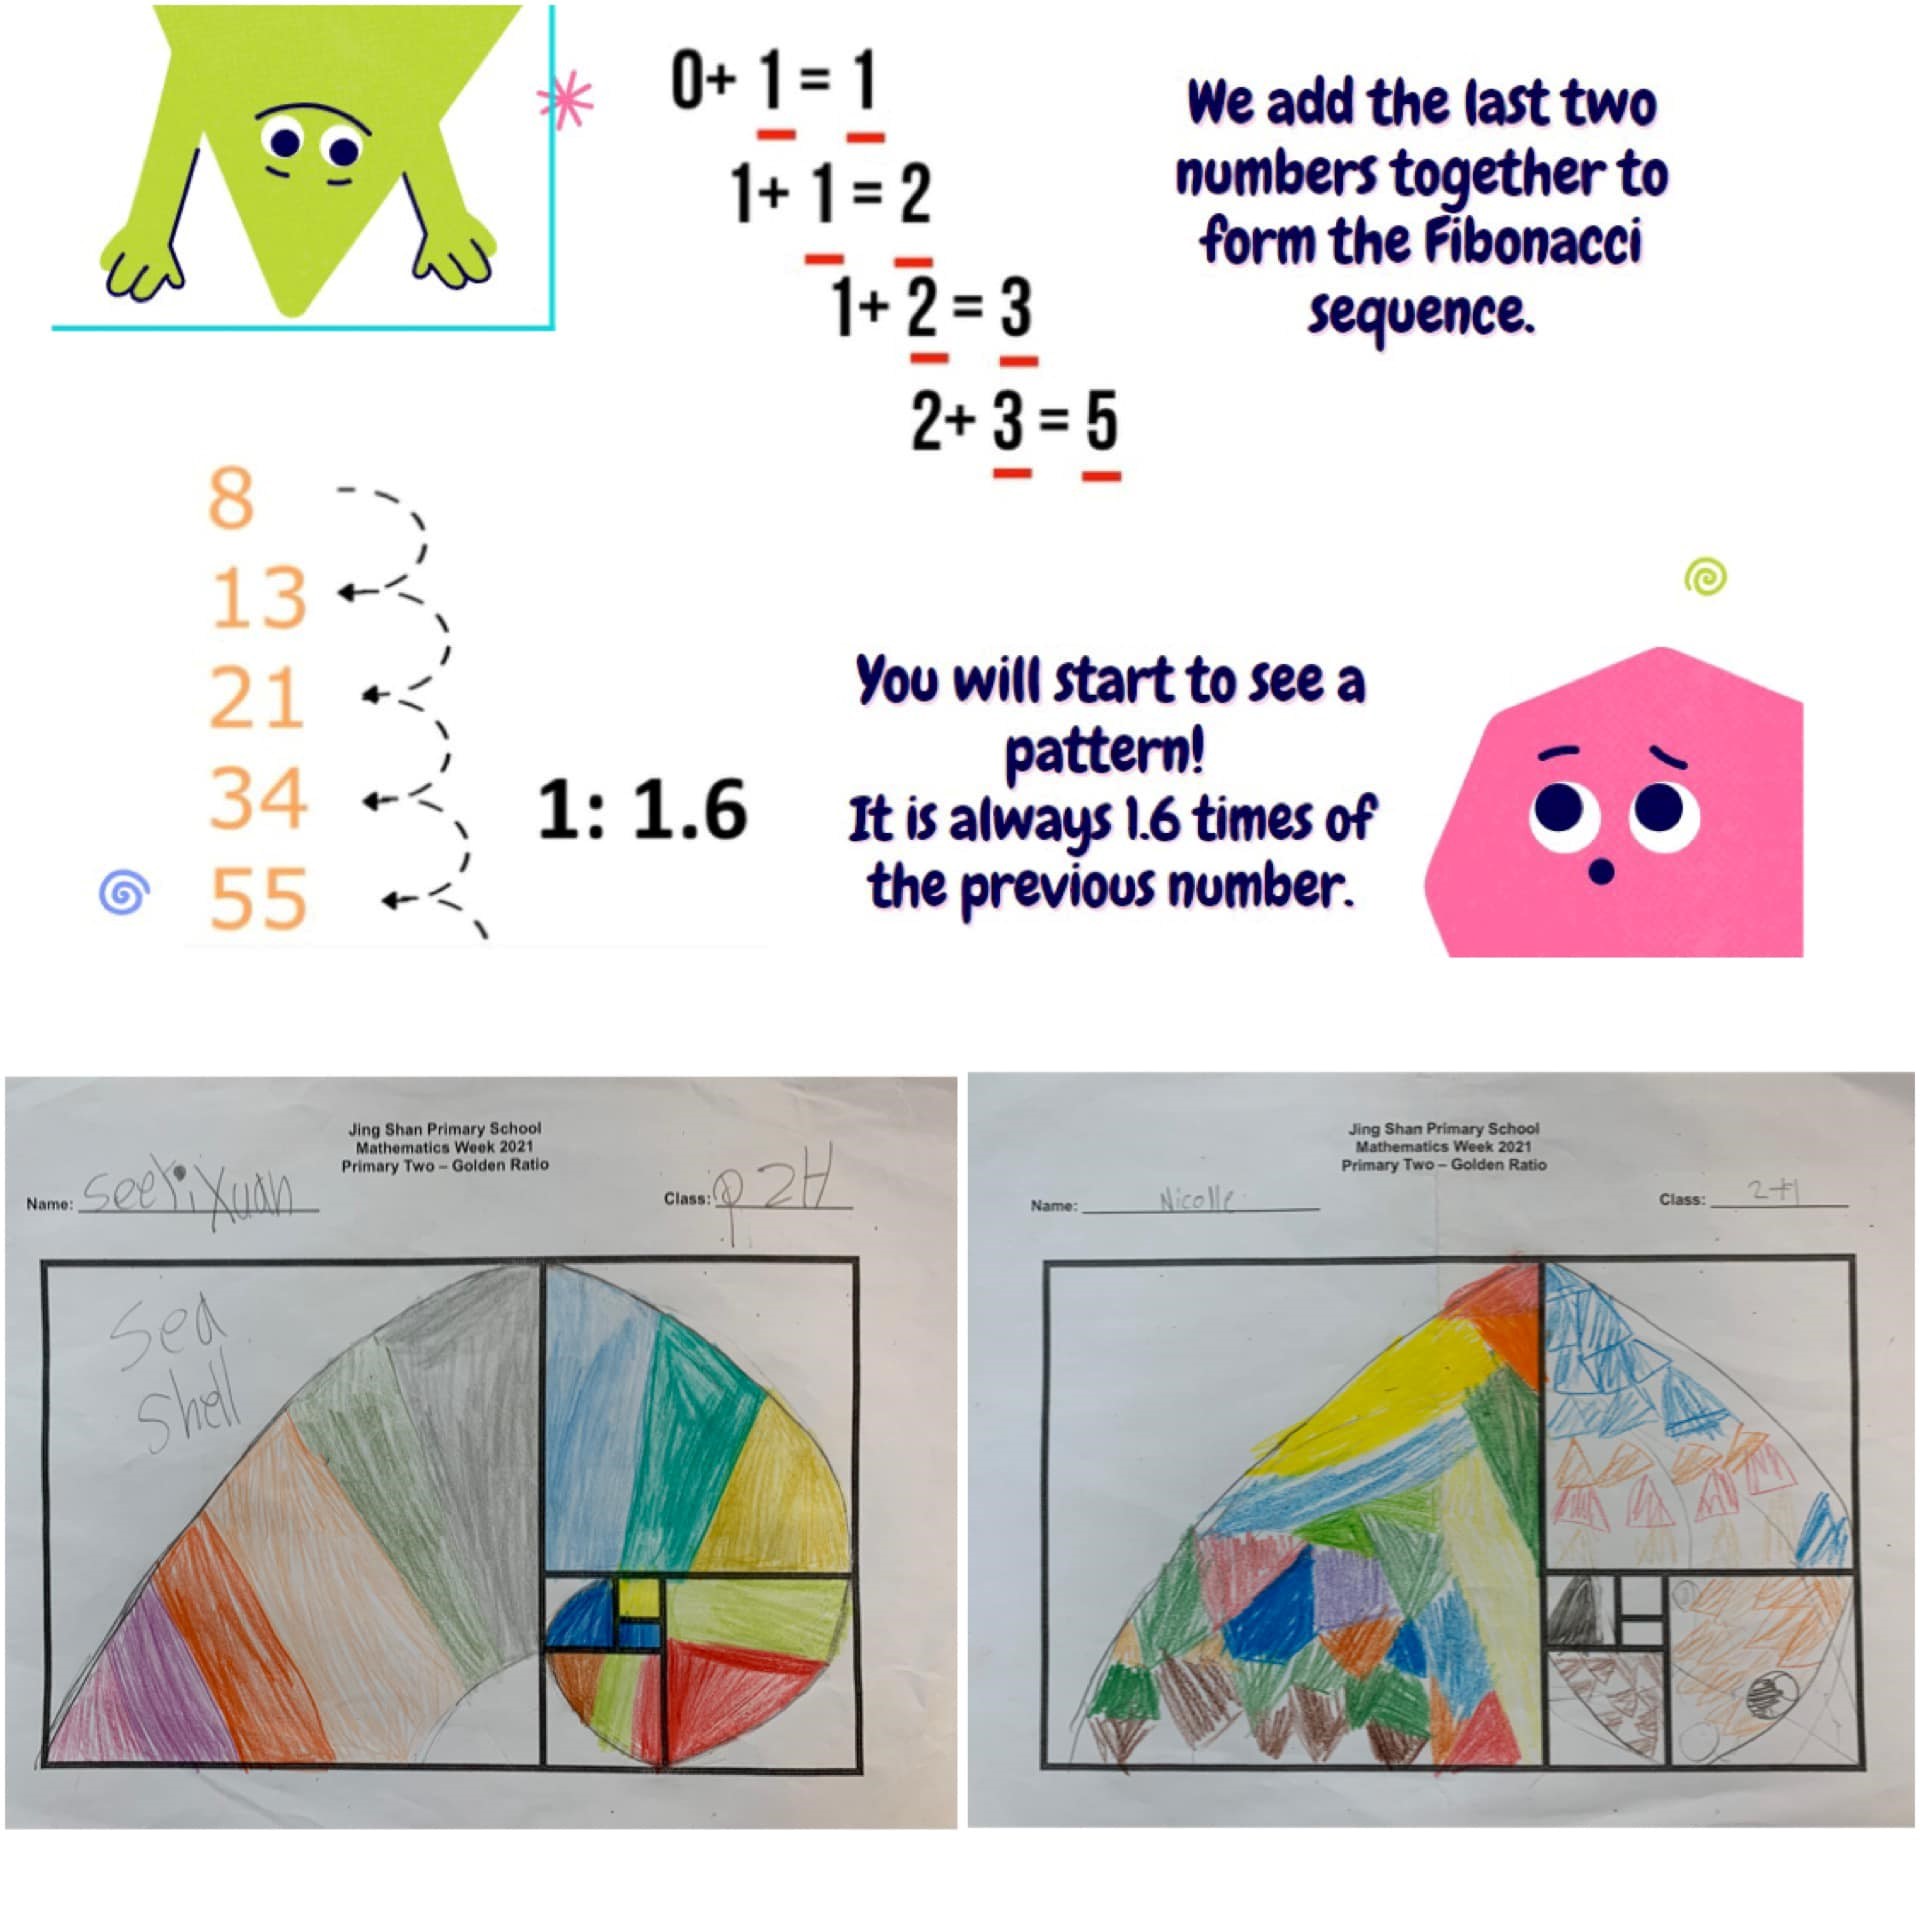 0+ 1 = 1
1+ 1 = 2
1+ 2 = 3
2+ 3 = 5
We add the last two
numbers together to
form the Fibonacci
sequence.
8
13
21
34
55
1: 1.6
You will start to see a
pattern!
It is always 1.6 times of
the previous number.
Jing Shan Primary School
Mathematics Week 2021
Primary Two – Golden Ratio
Name: See Yi Xuan
Class: P 2H
Sea
Shell
Jing Shan Primary School
Mathematics Week 2021
Primary Two – Golden Ratio
Name: Nicolle
Class: 2H